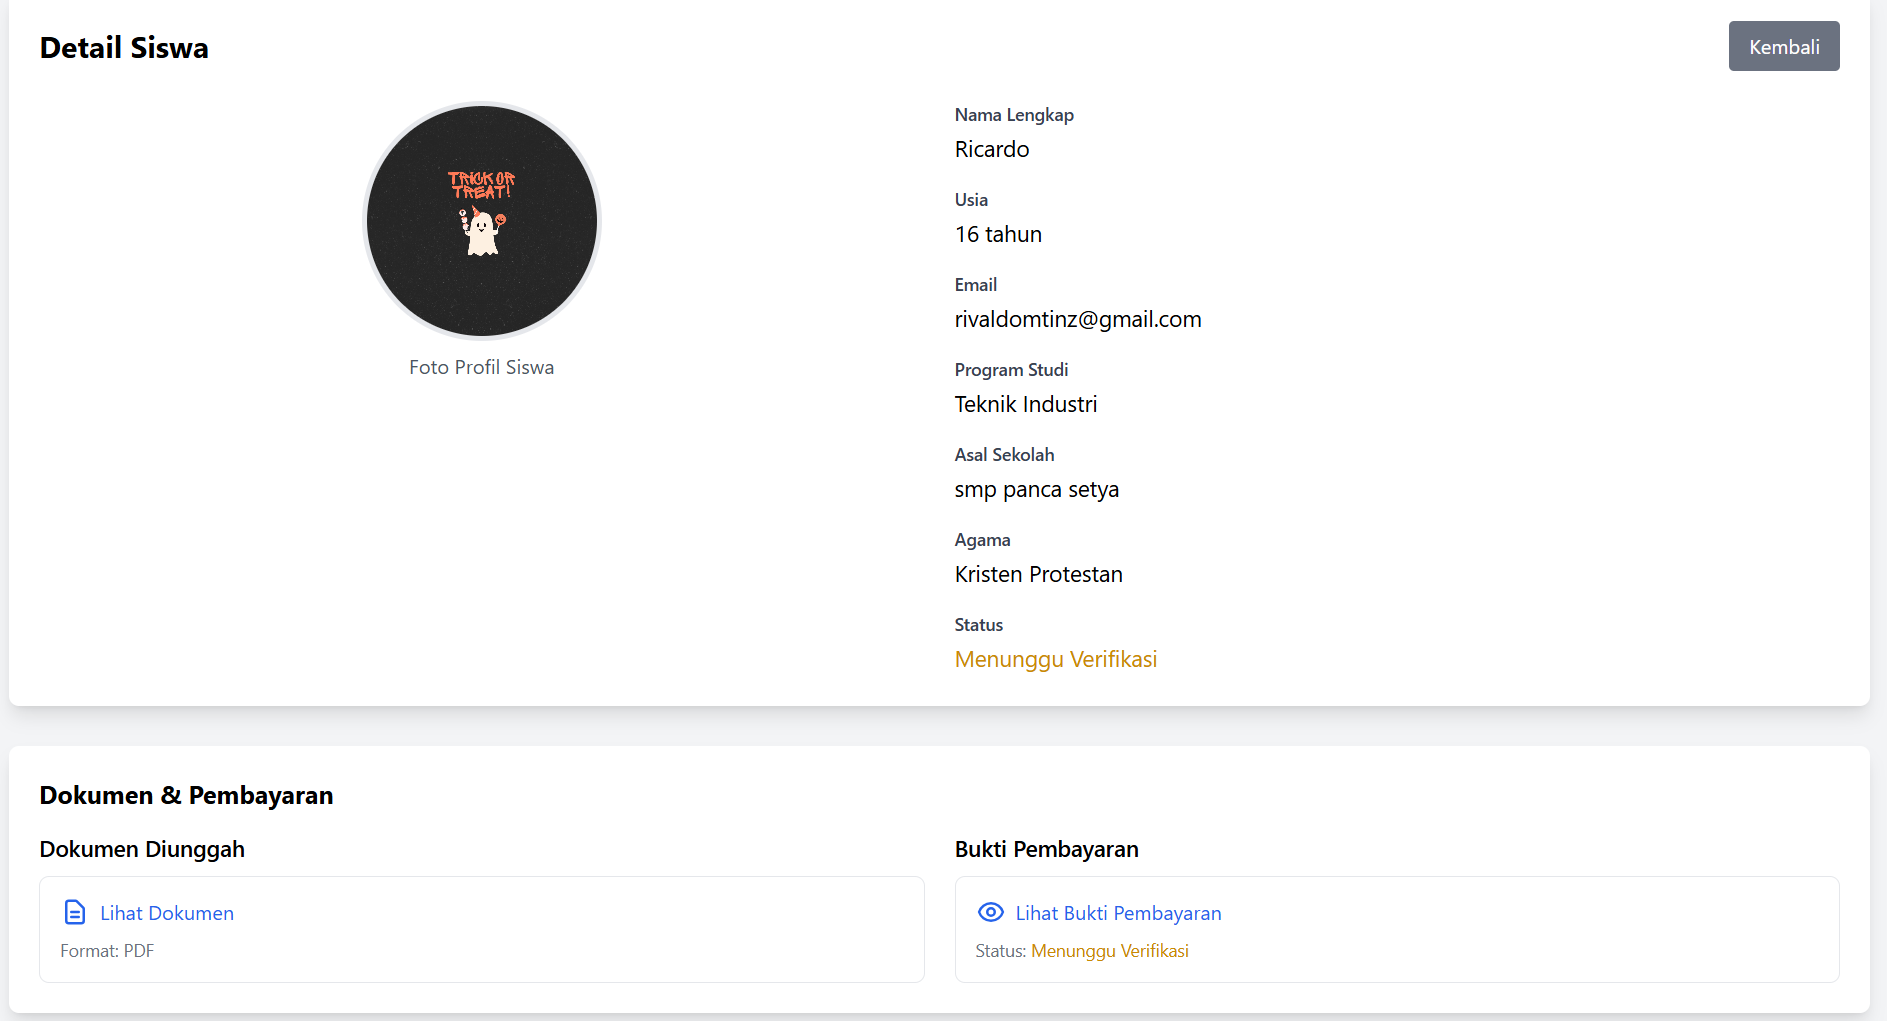 Detail Siswa
Kembali
TRICK OR
TREAT!
Foto Profil Siswa
Nama Lengkap
Ricardo
Usia
16 tahun
Email
rivaldomtinz@gmail.com
Program Studi
Teknik Industri
Asal Sekolah
smp panca setya
Agama
Kristen Protestan
Status
Menunggu Verifikasi
Dokumen & Pembayaran
Dokumen Diunggah
Lihat Dokumen
Format: PDF
Bukti Pembayaran
Lihat Bukti Pembayaran
Status: Menunggu Verifikasi